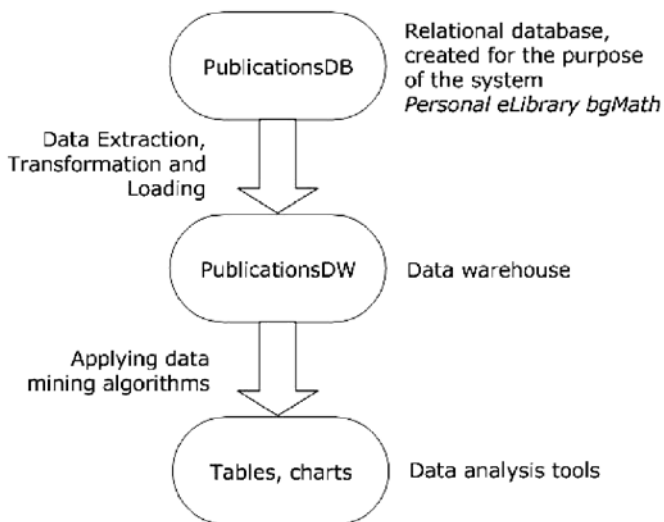 PublicationsDB
Relational database,
created for the purpose
of the system
Personal eLibrary bgMath
Data Extraction,
Transformation and
Loading
PublicationsDW
Data warehouse
Applying data
mining algorithms
Tables, charts
Data analysis tools